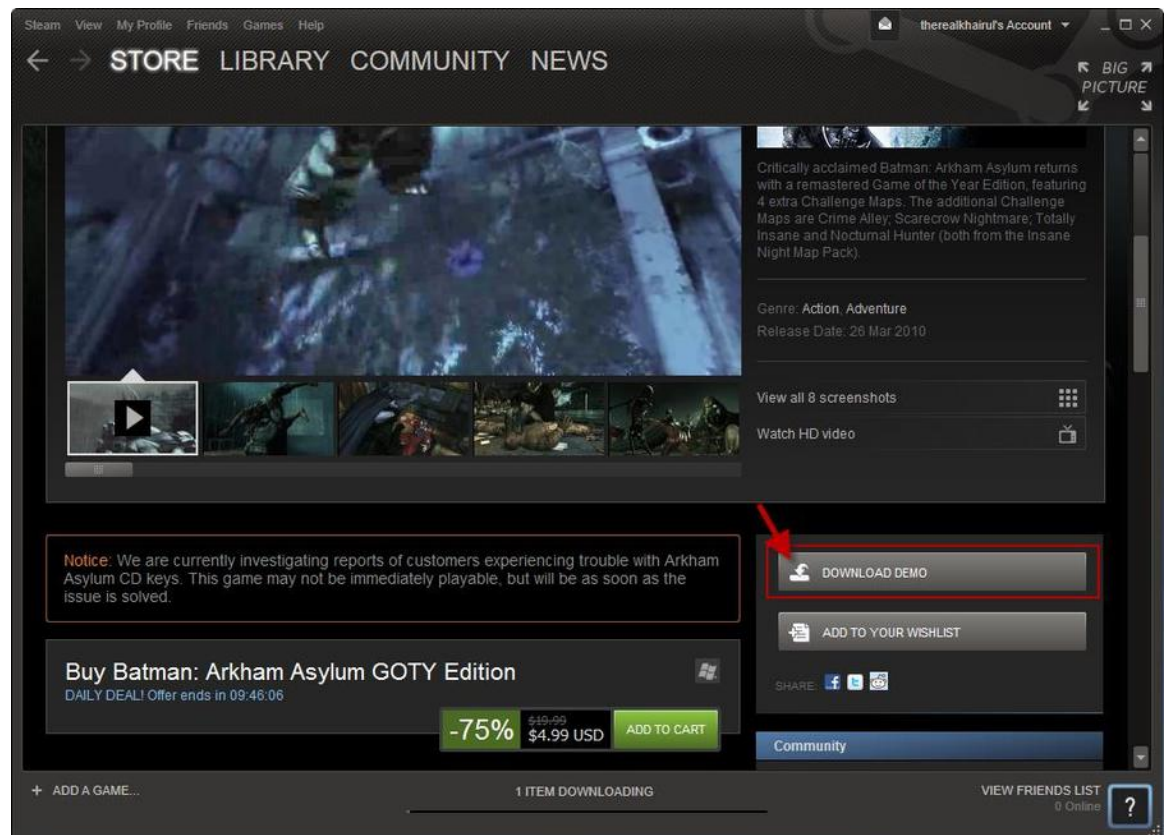 Steam View My Profile Friends Games Help
therealkhairul's Account
STORE LIBRARY COMMUNITY NEWS
BIG
PICTURE
Critically acclaimed Batman: Arkham Asylum returns
with a remastered Game of the Year Edition, featuring
4 extra Challenge Maps. The additional Challenge
Maps are Crime Alley; Scarecrow Nightmare; Totally
Insane and Nocturnal Hunter (both from the Insane
Night Map Pack).
Genre: Action, Adventure
Release Date: 26 Mar 2010
View all 8 screenshots
Watch HD video
Notice: We are currently investigating reports of customers experiencing trouble with Arkham
Asylum CD keys. This game may not be immediately playable, but will be as soon as the
issue is solved.
DOWNLOAD DEMO
ADD TO YOUR WISHLIST
SHARE:
Buy Batman: Arkham Asylum GOTY Edition
DAILY DEAL! Offer ends in 09:46:06
-75% $19.99
$4.99 USD
ADD TO CART
Community
+ ADD A GAME...
1 ITEM DOWNLOADING
VIEW FRIENDS LIST
0 Online
?